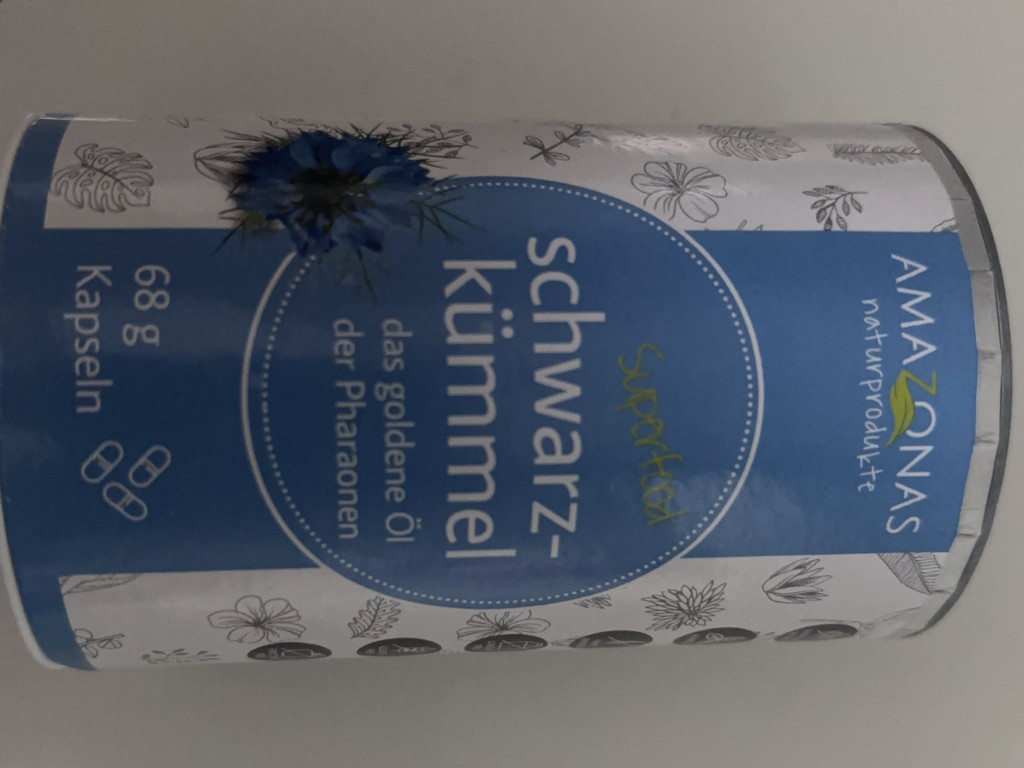 AMAZONAS
naturprodukte
Superfood
schwarz-
kümmel
das goldene Öl
der Pharaonen
68 g
Kapseln